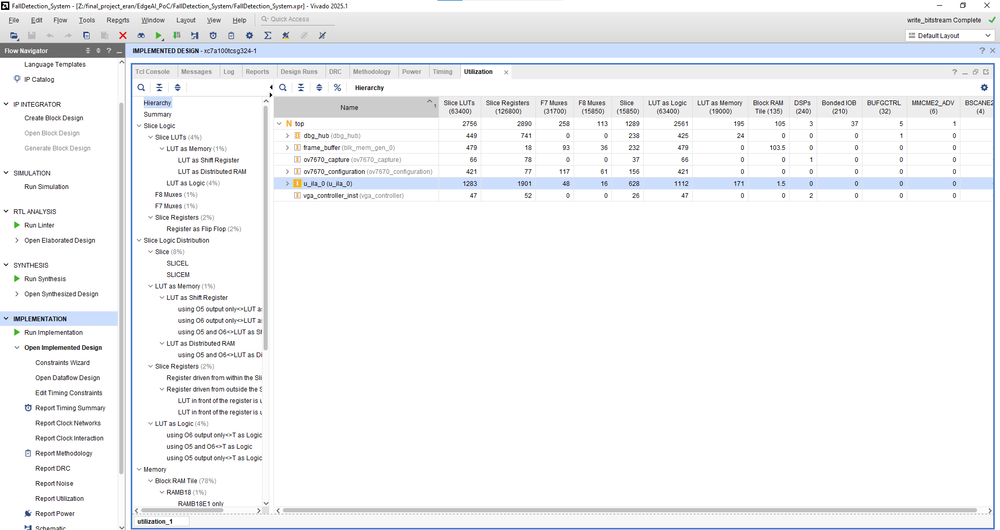 FallDetection_System - [Z:/final_project_eran/EdgeAI_PoC/FallDetection_System/FallDetection_System.xpr] - Vivado 2025.1
File Edit Flow Tools Reports Window Layout View Help Quick Access
write_bitstream Complete
Default Layout
Flow Navigator
Language Templates
IP Catalog
IP INTEGRATOR
Create Block Design
Open Block Design
Generate Block Design
SIMULATION
Run Simulation
RTL ANALYSIS
Run Linter
Open Elaborated Design
SYNTHESIS
Run Synthesis
Open Synthesized Design
IMPLEMENTATION
Run Implementation
Open Implemented Design
Constraints Wizard
Open Dataflow Design
Edit Timing Constraints
Report Timing Summary
Report Clock Networks
Report Clock Interaction
Report Methodology
Report DRC
Report Noise
Report Utilization
Report Power
Schematic
IMPLEMENTED DESIGN - xc7a100tcsg324-1
Tcl Console Messages Log Reports Design Runs DRC Methodology Power Timing Utilization
Hierarchy
Summary
Slice Logic
Slice LUTs (4%)
LUT as Memory (1%)
LUT as Shift Register
LUT as Distributed RAM
LUT as Logic (4%)
F8 Muxes (1%)
F7 Muxes (1%)
Slice Registers (2%)
Register as Flip Flop (2%)
Slice Logic Distribution
Slice (8%)
SLICEL
SLICEM
LUT as Memory (1%)
LUT as Shift Register
using O5 output only<>LUT as
using O6 output only<>LUT as
using O5 and O6<>LUT as Sh
LUT as Distributed RAM
using O5 and O6<>LUT as Di
Slice Registers (2%)
Register driven from within the Sli
Register driven from outside the S
LUT in front of the register is u
LUT in front of the register is u
LUT as Logic (4%)
using O6 output only<>T as Logic
using O5 and O6<>T as Logic
using O5 output only<>T as Logic
Memory
Block RAM Tile (78%)
RAMB18 (1%)
RAMB18E1 only
utilization_1
% Hierarchy
Name 1 Slice LUTs (63400) Slice Registers (126800) F7 Muxes (31700) F8 Muxes (15850) Slice (15850) LUT as Logic (63400) LUT as Memory (19000) Block RAM Tile (135) DSPs (240) Bonded IOB (210) BUFGCTRL (32) MMCME2_ADV (6) BSCANE2 (4)
N top 2756 2890 258 113 1289 2561 195 105 3 37 5 1
dbg_hub (dbg_hub) 449 741 0 0 238 425 24 0 0 0 1 0
frame_buffer (blk_mem_gen_0) 479 18 93 36 232 479 0 103.5 0 0 0 0
ov7670_capture (ov7670_capture) 66 78 0 0 37 66 0 0 1 0 0 0
ov7670_configuration (ov7670_configuration) 421 77 117 61 156 421 0 0 0 0 0 0
u_ila_0 (u_ila_0) 1283 1901 48 16 628 1112 171 1.5 0 0 0 0
vga_controller_inst (vga_controller) 47 52 0 0 26 47 0 0 2 0 0 0